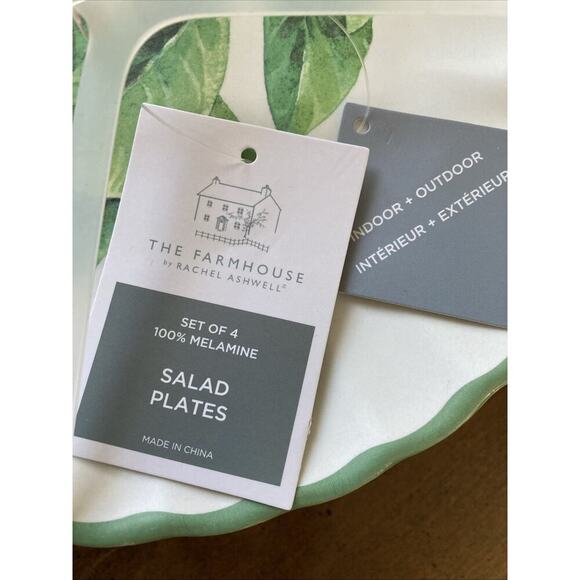 THE FARMHOUSE
by RACHEL ASHWELL
SET OF 4
100% MELAMINE
SALAD
PLATES
MADE IN CHINA
INDOOR + OUTDOOR
INTÉRIEUR + EXTÉRIEUR